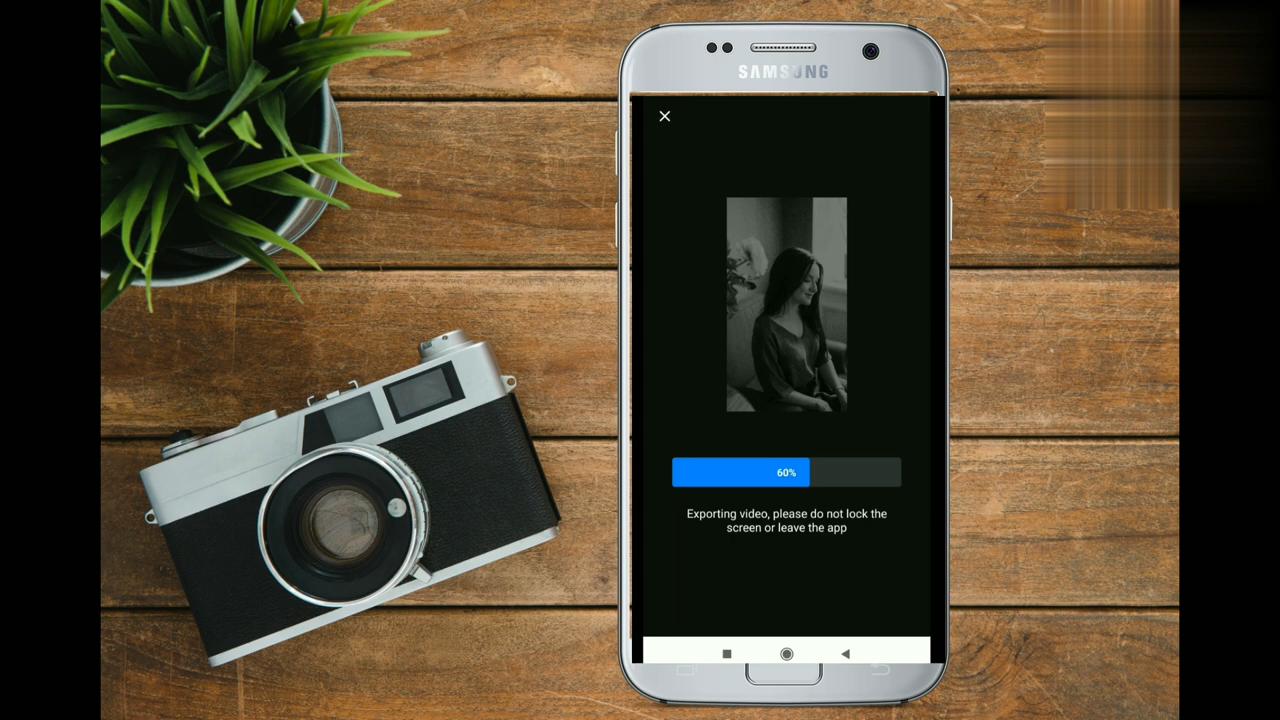 SAMSUNG
60%
Exporting video, please do not lock the
screen or leave the app